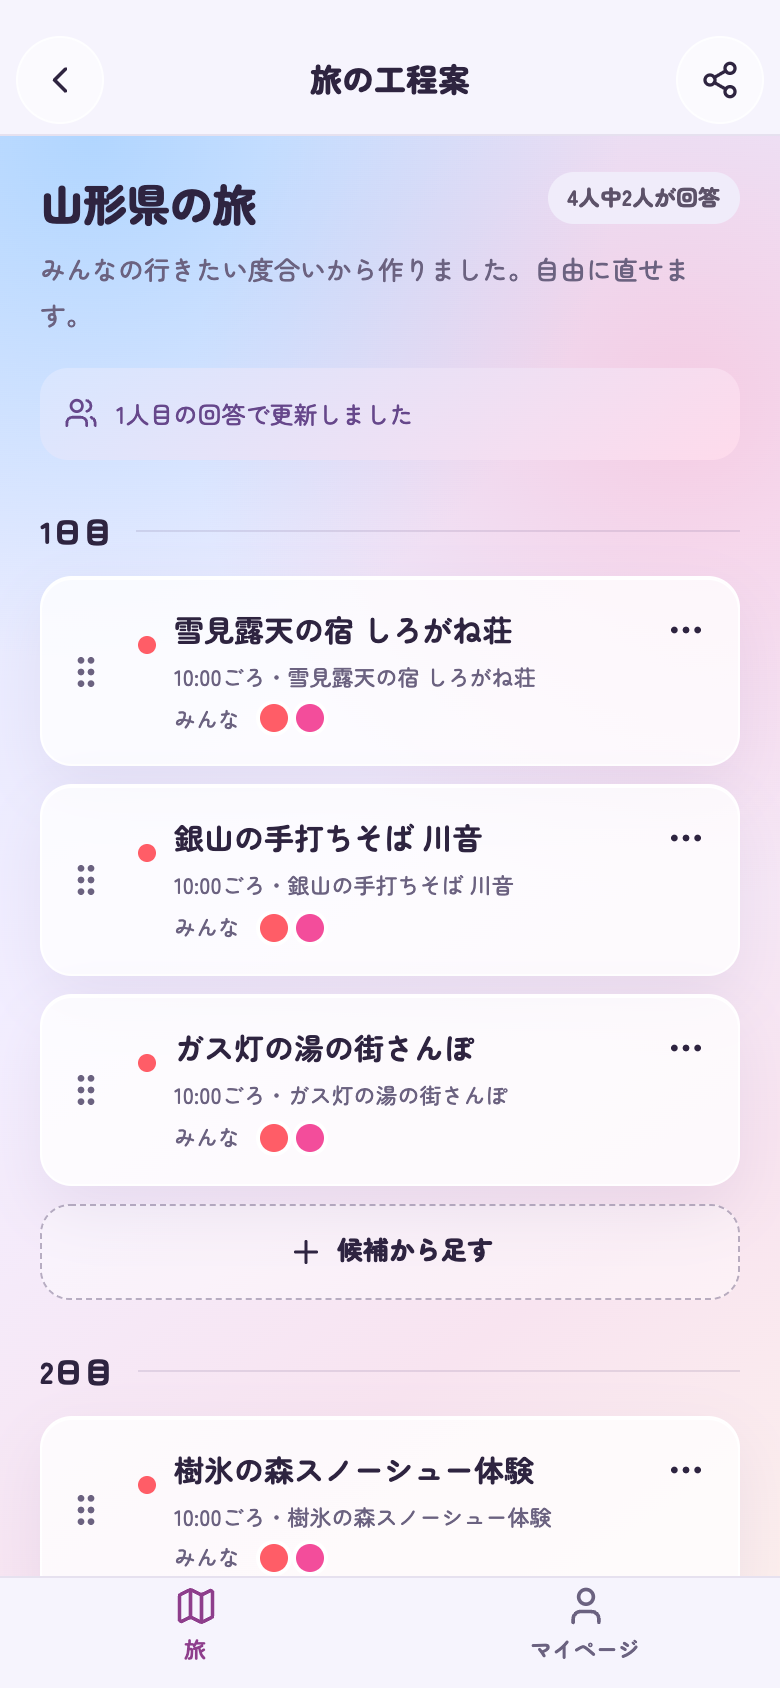 旅の工程案
山形県の旅
4人中2人が回答
みんなの行きたい度合いから作りました。自由に直せま
す。
1人目の回答で更新しました
1日目
雪見露天の宿 しろがね荘
10:00ごろ・雪見露天の宿 しろがね荘
みんな
銀山の手打ちそば 川音
10:00ごろ・銀山の手打ちそば 川音
みんな
ガス灯の湯の街さんぽ
10:00ごろ・ガス灯の湯の街さんぽ
みんな
候補から足す
2日目
樹氷の森スノーシュー体験
10:00ごろ・樹氷の森スノーシュー体験
みんな
旅
マイページ